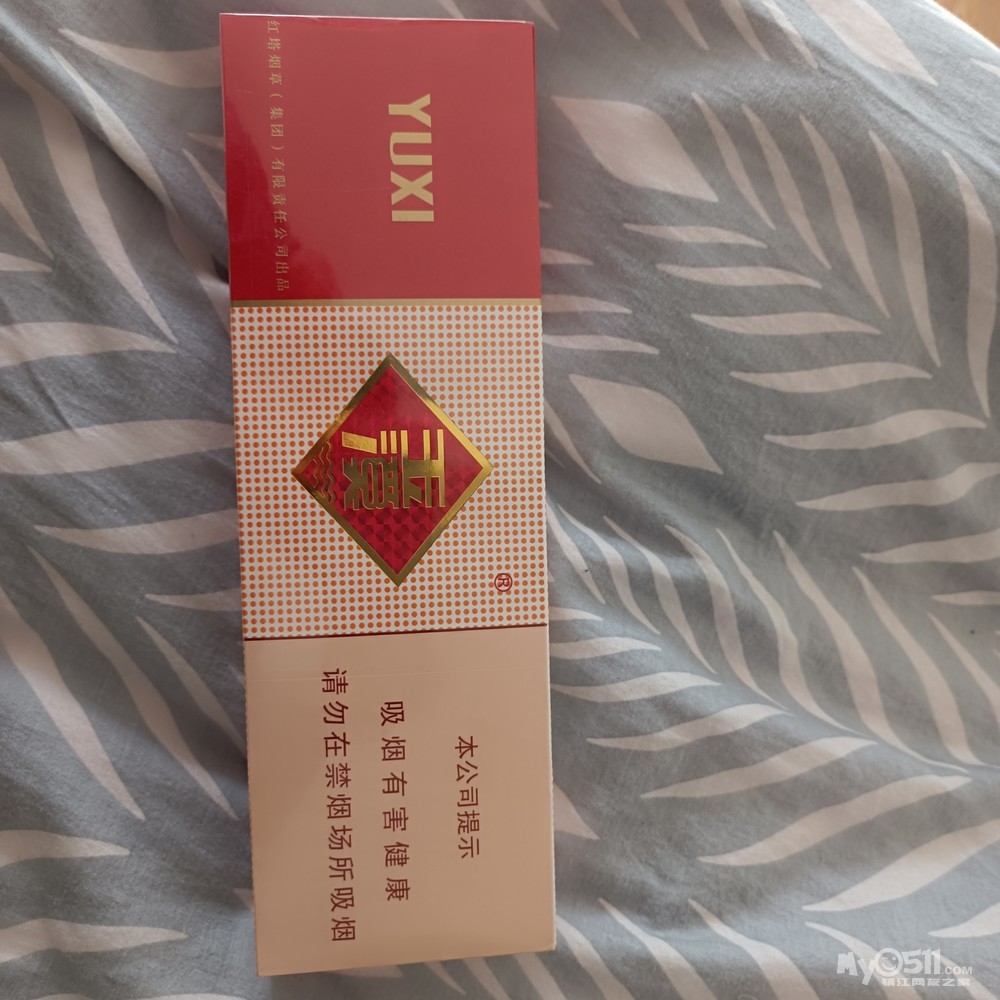 YUXI
红塔烟草(集团)有限责任公司出品
玉溪
®
本公司提示
吸烟有害健康
请勿在禁烟场所吸烟
My0511.COM
镇江网友之家